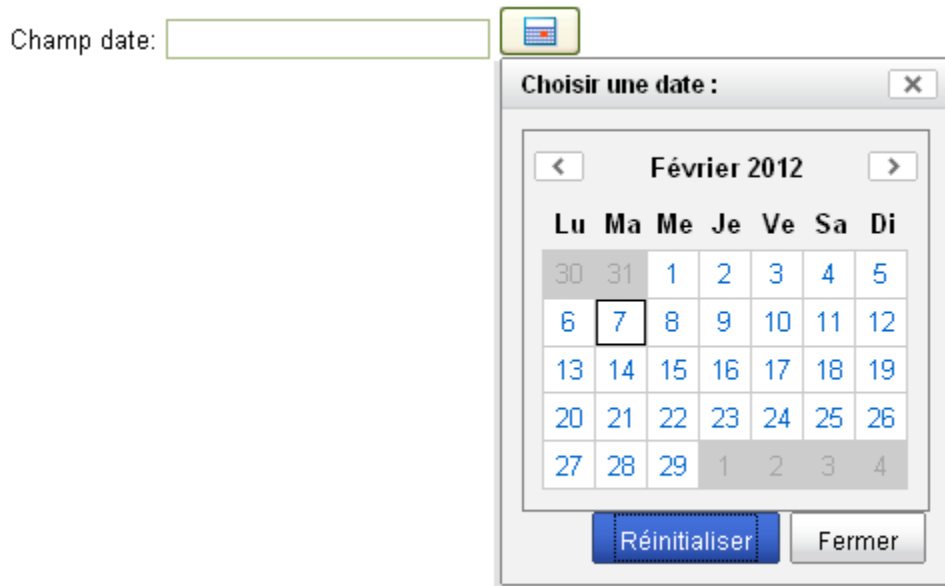 Champ date:
Choisir une date :
Février 2012
Lu Ma Me Je Ve Sa Di
30 31 1 2 3 4 5
6 7 8 9 10 11 12
13 14 15 16 17 18 19
20 21 22 23 24 25 26
27 28 29 1 2 3 4
Réinitialiser Fermer